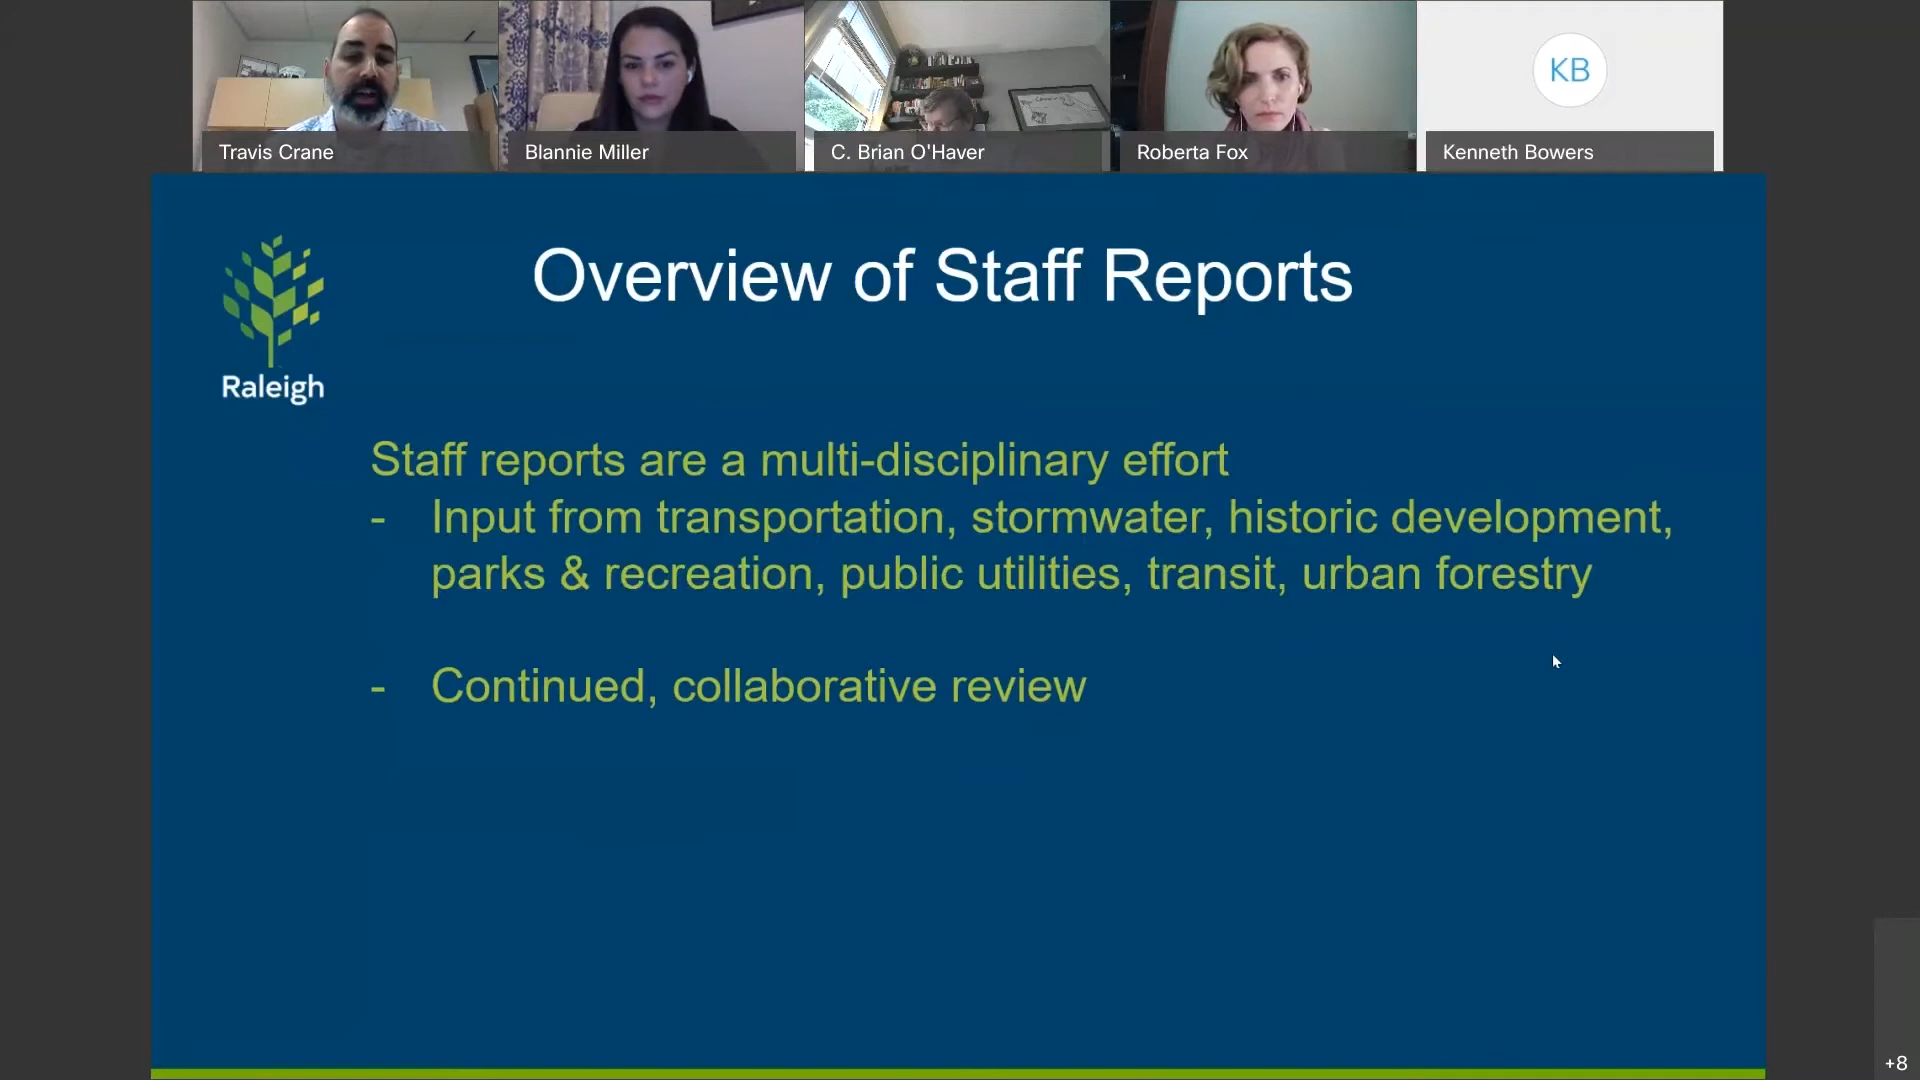 Travis Crane
Blannie Miller
C. Brian O'Haver
Roberta Fox
KB
Kenneth Bowers
Overview of Staff Reports
Raleigh
Staff reports are a multi-disciplinary effort
- Input from transportation, stormwater, historic development,
parks & recreation, public utilities, transit, urban forestry
- Continued, collaborative review
+8